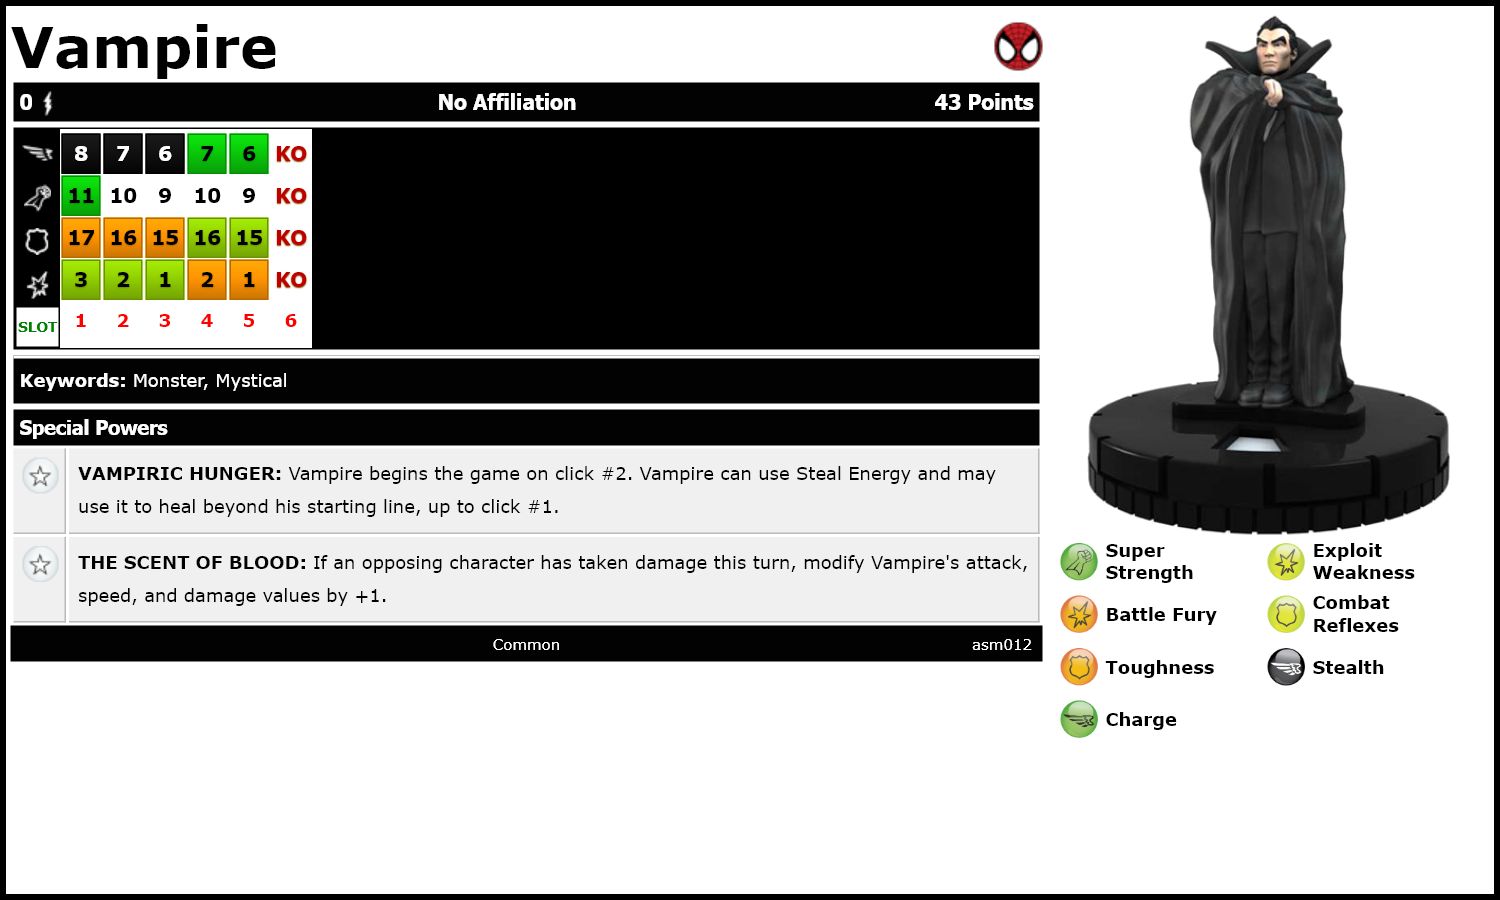 Vampire
0 No Affiliation 43 Points
8 7 6 7 6 KO
11 10 9 10 9 KO
17 16 15 16 15 KO
3 2 1 2 1 KO
SLOT 1 2 3 4 5 6
Keywords: Monster, Mystical
Special Powers
VAMPIRIC HUNGER: Vampire begins the game on click #2. Vampire can use Steal Energy and may
use it to heal beyond his starting line, up to click #1.
THE SCENT OF BLOOD: If an opposing character has taken damage this turn, modify Vampire's attack,
speed, and damage values by +1.
Common asm012
Super
Strength
Exploit
Weakness
Battle Fury
Combat
Reflexes
Toughness
Stealth
Charge